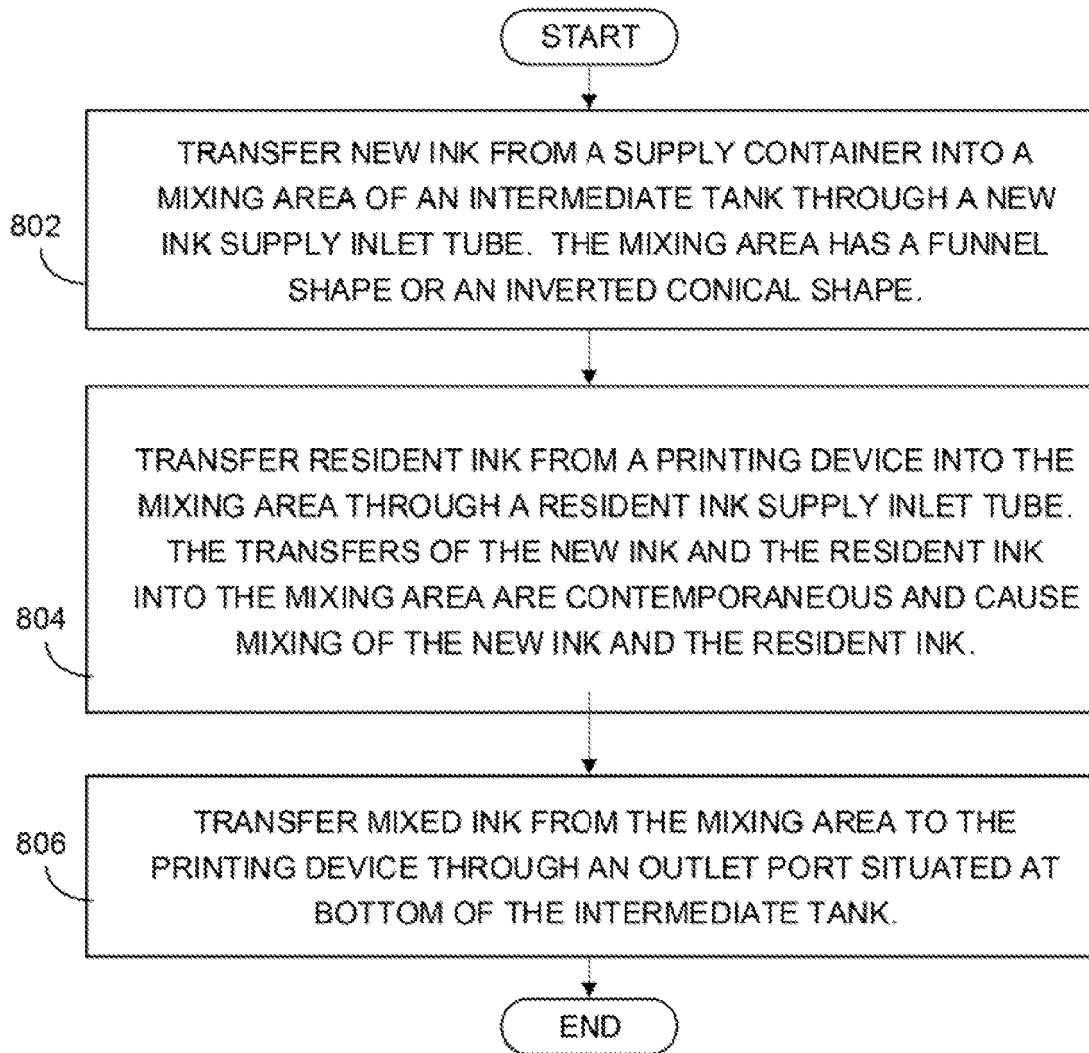 START
TRANSFER NEW INK FROM A SUPPLY CONTAINER INTO A
MIXING AREA OF AN INTERMEDIATE TANK THROUGH A NEW
INK SUPPLY INLET TUBE. THE MIXING AREA HAS A FUNNEL
SHAPE OR AN INVERTED CONICAL SHAPE.
802
TRANSFER RESIDENT INK FROM A PRINTING DEVICE INTO THE
MIXING AREA THROUGH A RESIDENT INK SUPPLY INLET TUBE.
THE TRANSFERS OF THE NEW INK AND THE RESIDENT INK
INTO THE MIXING AREA ARE CONTEMPORANEOUS AND CAUSE
MIXING OF THE NEW INK AND THE RESIDENT INK.
804
TRANSFER MIXED INK FROM THE MIXING AREA TO THE
PRINTING DEVICE THROUGH AN OUTLET PORT SITUATED AT
BOTTOM OF THE INTERMEDIATE TANK.
806
END